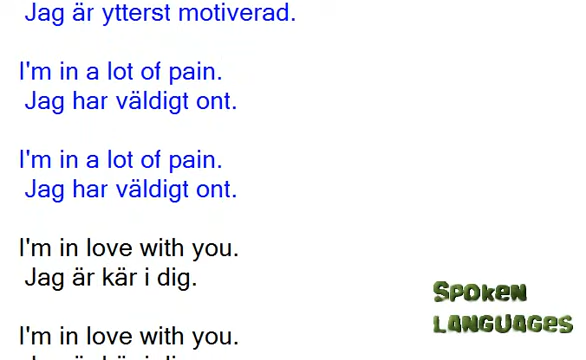 Jag är ytterst motiverad.
I'm in a lot of pain.
Jag har väldigt ont.
I'm in a lot of pain.
Jag har väldigt ont.
I'm in love with you.
Jag är kär i dig.
I'm in love with you.
Spoken
Languages